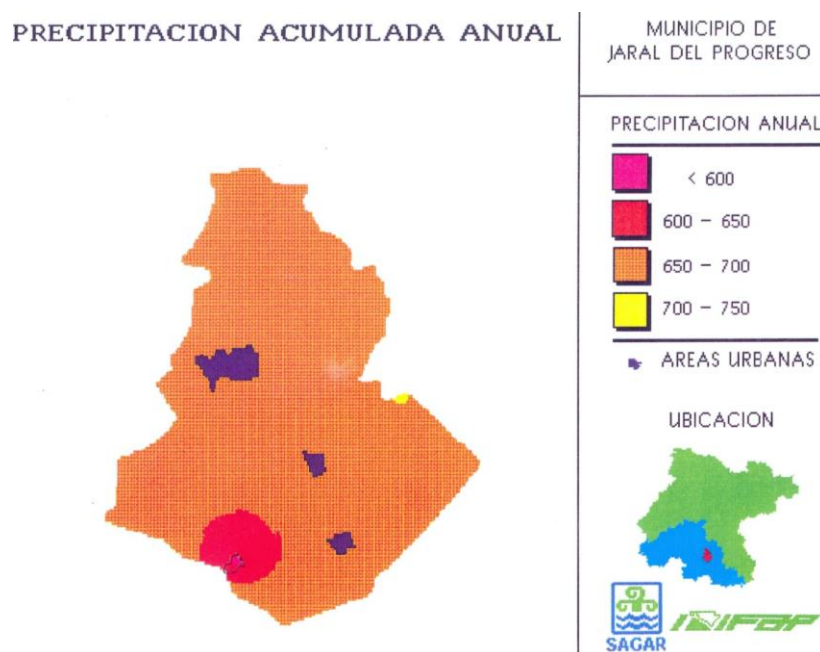 PRECIPITACION ACUMULADA ANUAL
MUNICIPIO DE
JARAL DEL PROGRESO
PRECIPITACION ANUAL
< 600
600 - 650
650 - 700
700 - 750
AREAS URBANAS
UBICACION
SAGAR
INIFAP